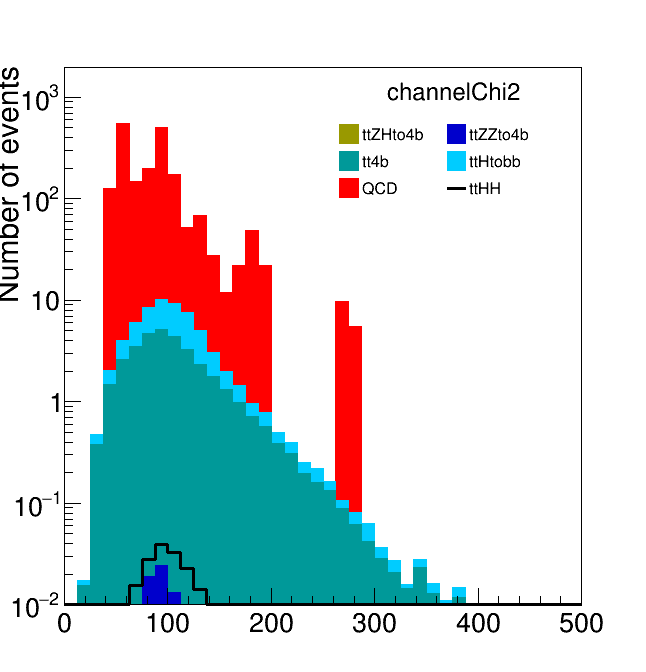 Number of events
channelChi2
ttZHto4b ttZZto4b
tt4b ttHtobb
QCD ttHH
10³
10²
10
1
10⁻¹
10⁻²
0 100 200 300 400 500